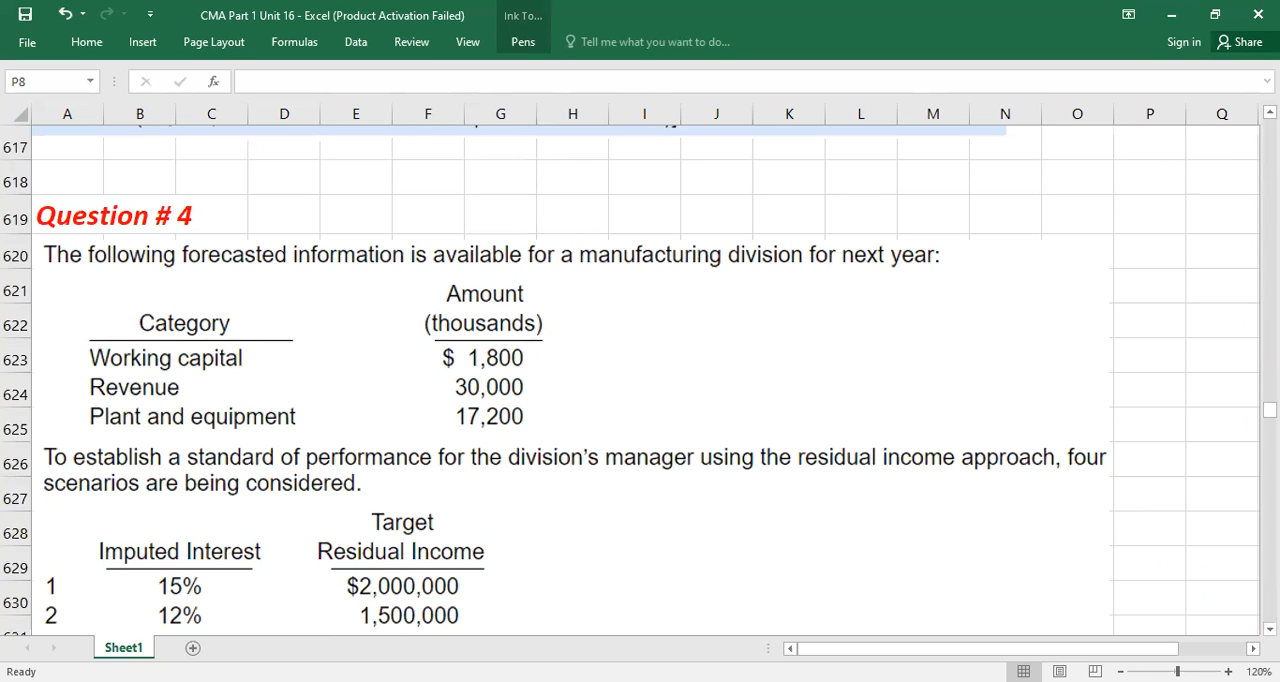 CMA Part 1 Unit 16 - Excel (Product Activation Failed)
Ink To...
File Home Insert Page Layout Formulas Data Review View Pens Tell me what you want to do... Sign in Share
P8 fx
A B C D E F G H I J K L M N O P Q
617
618
619 Question # 4
620 The following forecasted information is available for a manufacturing division for next year:
621 Amount
622 Category (thousands)
623 Working capital $ 1,800
624 Revenue 30,000
625 Plant and equipment 17,200
626 To establish a standard of performance for the division's manager using the residual income approach, four
627 scenarios are being considered.
628 Target
629 Imputed Interest Residual Income
630 1 15% $2,000,000
2 12% 1,500,000
Sheet1
Ready 120%